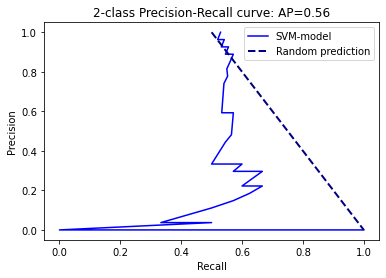 2-class Precision-Recall curve: AP=0.56
SVM-model
Random prediction
Precision
1.0
0.8
0.6
0.4
0.2
0.0
0.0 0.2 0.4 0.6 0.8 1.0
Recall